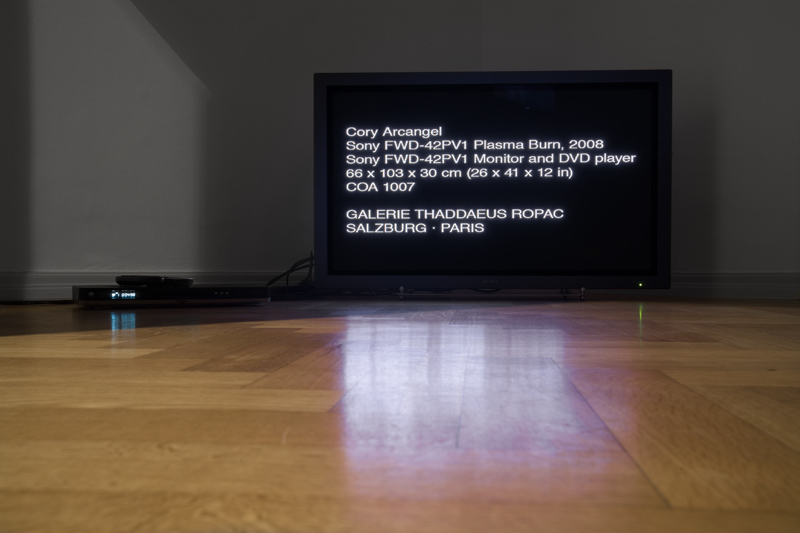 Cory Arcangel
Sony FWD-42PV1 Plasma Burn, 2008
Sony FWD-42PV1 Monitor and DVD player
66 x 103 x 30 cm (26 x 41 x 12 in)
COA 1007
GALERIE THADDAEUS ROPAC
SALZBURG · PARIS